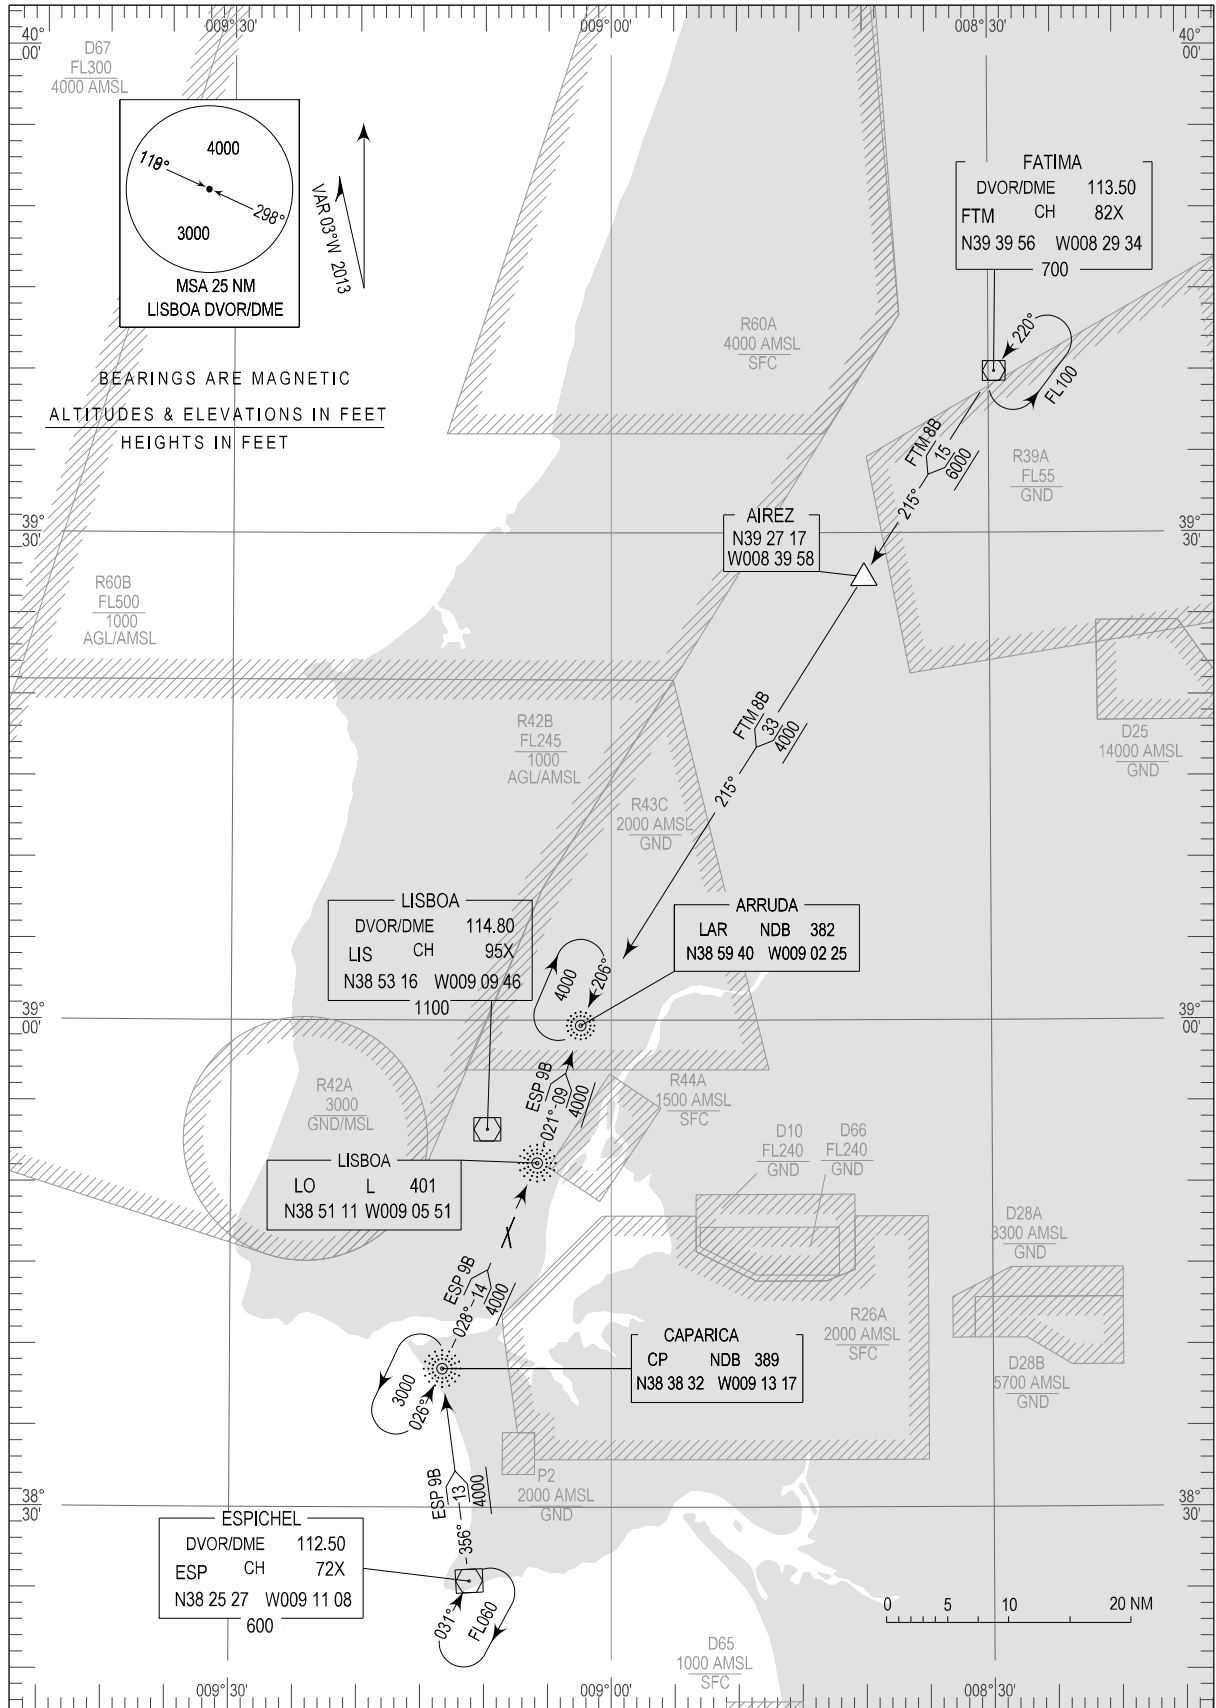 009° 30'
009° 00'
008° 30'
40°
00'
40°
00'
D67
FL300
4000 AMSL
4000
118°
298°
3000
MSA 25 NM
LISBOA DVOR/DME
VAR 03°W 2013
BEARINGS ARE MAGNETIC
ALTITUDES & ELEVATIONS IN FEET
HEIGHTS IN FEET
FATIMA
DVOR/DME 113.50
FTM CH 82X
N39 39 56 W008 29 34
700
R60A
4000 AMSL
SFC
220°
FL100
FTM 8B
15
6000
215°
R39A
FL55
GND
39°
30'
39°
30'
AIREZ
N39 27 17
W008 39 58
R60B
FL500
1000
AGL/AMSL
R42B
FL245
1000
AGL/AMSL
FTM 8B
33
4000
215°
D25
14000 AMSL
GND
R43C
2000 AMSL
GND
LISBOA
DVOR/DME 114.80
LIS CH 95X
N38 53 16 W009 09 46
1100
ARRUDA
LAR NDB 382
N38 59 40 W009 02 25
4000
206°
39°
00'
39°
00'
R42A
3000
GND/MSL
ESP 9B
021°-09
4000
R44A
1500 AMSL
SFC
D10
FL240
GND
D66
FL240
GND
LISBOA
LO L 401
N38 51 11 W009 05 51
D28A
3300 AMSL
GND
ESP 9B
028°-14
4000
R26A
2000 AMSL
SFC
CAPARICA
CP NDB 389
N38 38 32 W009 13 17
D28B
5700 AMSL
GND
3000
026°
ESP 9B
13
4000
356°
P2
2000 AMSL
GND
38°
30'
38°
30'
ESPICHEL
DVOR/DME 112.50
ESP CH 72X
N38 25 27 W009 11 08
600
031°
FL060
0 5 10 20 NM
D65
1000 AMSL
SFC
009° 30'
009° 00'
008° 30'